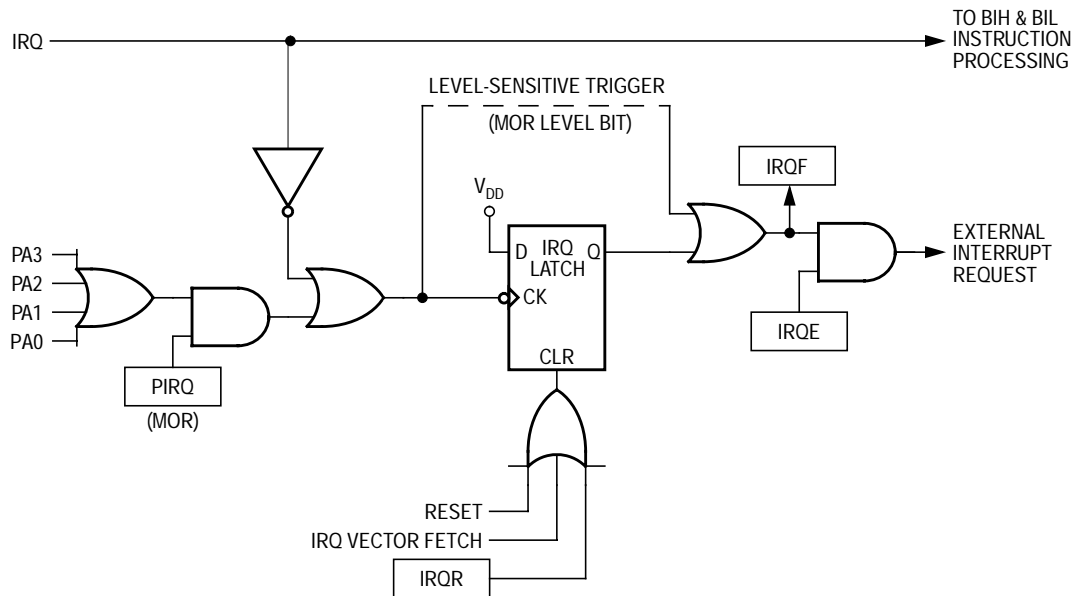 IRQ
TO BIH & BIL
INSTRUCTION
PROCESSING
LEVEL-SENSITIVE TRIGGER
(MOR LEVEL BIT)
IRQF
VDD
D
IRQ
LATCH
Q
CK
CLR
EXTERNAL
INTERRUPT
REQUEST
IRQE
PA3
PA2
PA1
PA0
PIRQ
(MOR)
RESET
IRQ VECTOR FETCH
IRQR